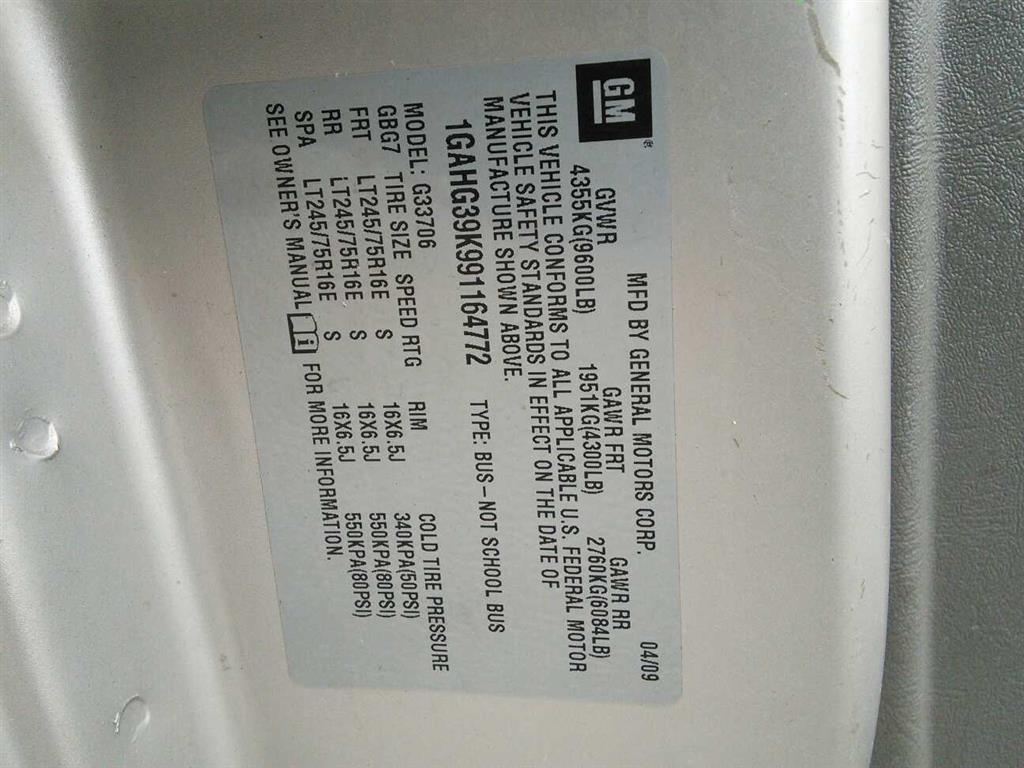 GM®
MFD BY GENERAL MOTORS CORP. 04/09
GVWR GAWR FRT GAWR RR
4355KG(9600LB) 1951KG(4300LB) 2760KG(6084LB)
THIS VEHICLE CONFORMS TO ALL APPLICABLE U.S. FEDERAL MOTOR
VEHICLE SAFETY STANDARDS IN EFFECT ON THE DATE OF
MANUFACTURE SHOWN ABOVE.
1GAHG39K991164772 TYPE: BUS–NOT SCHOOL BUS
MODEL: G33706
GBG7 TIRE SIZE SPEED RTG RIM COLD TIRE PRESSURE
FRT LT245/75R16E S 16X6.5J 340KPA(50PSI)
RR LT245/75R16E S 16X6.5J 550KPA(80PSI)
SPA LT245/75R16E S 16X6.5J 550KPA(80PSI)
SEE OWNER'S MANUAL i FOR MORE INFORMATION.